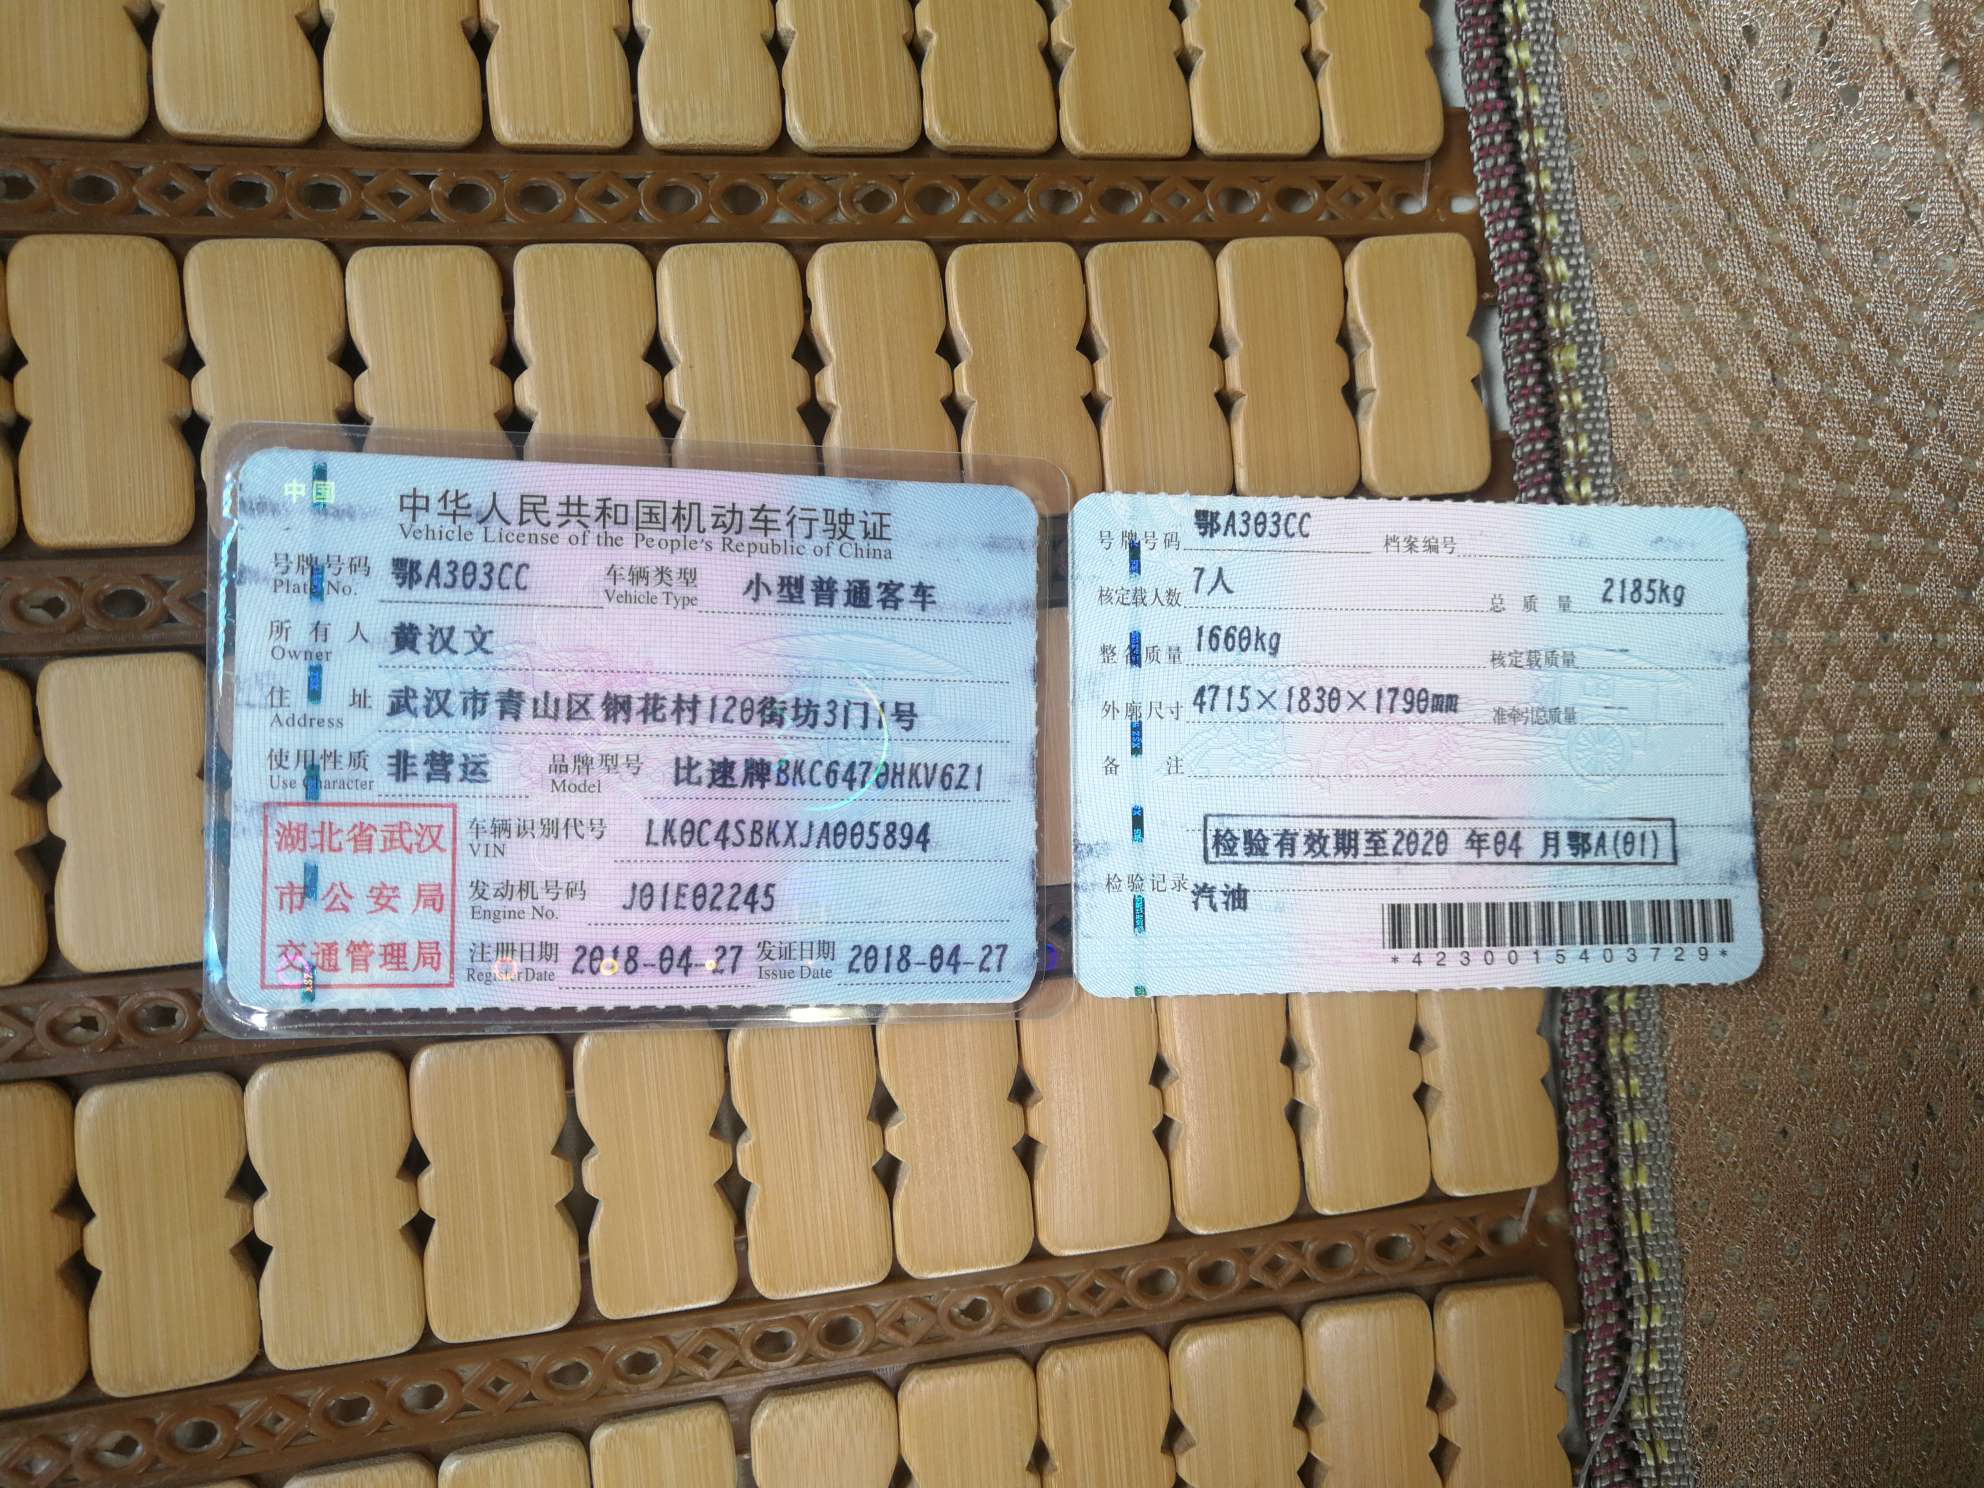 中国
中华人民共和国机动车行驶证
Vehicle License of the People's Republic of China
号牌号码 鄂A303CC 车辆类型 小型普通客车
Plate No. Vehicle Type
所有人 黄汉文
Owner
住址 武汉市青山区钢花村120街坊3门1号
Address
使用性质 非营运 品牌型号 比速牌BKC6470HKV6Z1
Use Character Model
湖北省武汉
市公安局
交通管理局
车辆识别代号 LK0C4SBKXJA005894
VIN
发动机号码 J01E02245
Engine No.
注册日期 2018-04-27 发证日期 2018-04-27
Register Date Issue Date
号牌号码 鄂A303CC 档案编号
核定载人数 7人 总质量 2185kg
整备质量 1660kg 核定载质量 --
外廓尺寸 4715×1830×1790mm 准牵引总质量 --
备注
检验有效期至2020 年04 月鄂A(01)
检验记录
汽油
*4230015403729*